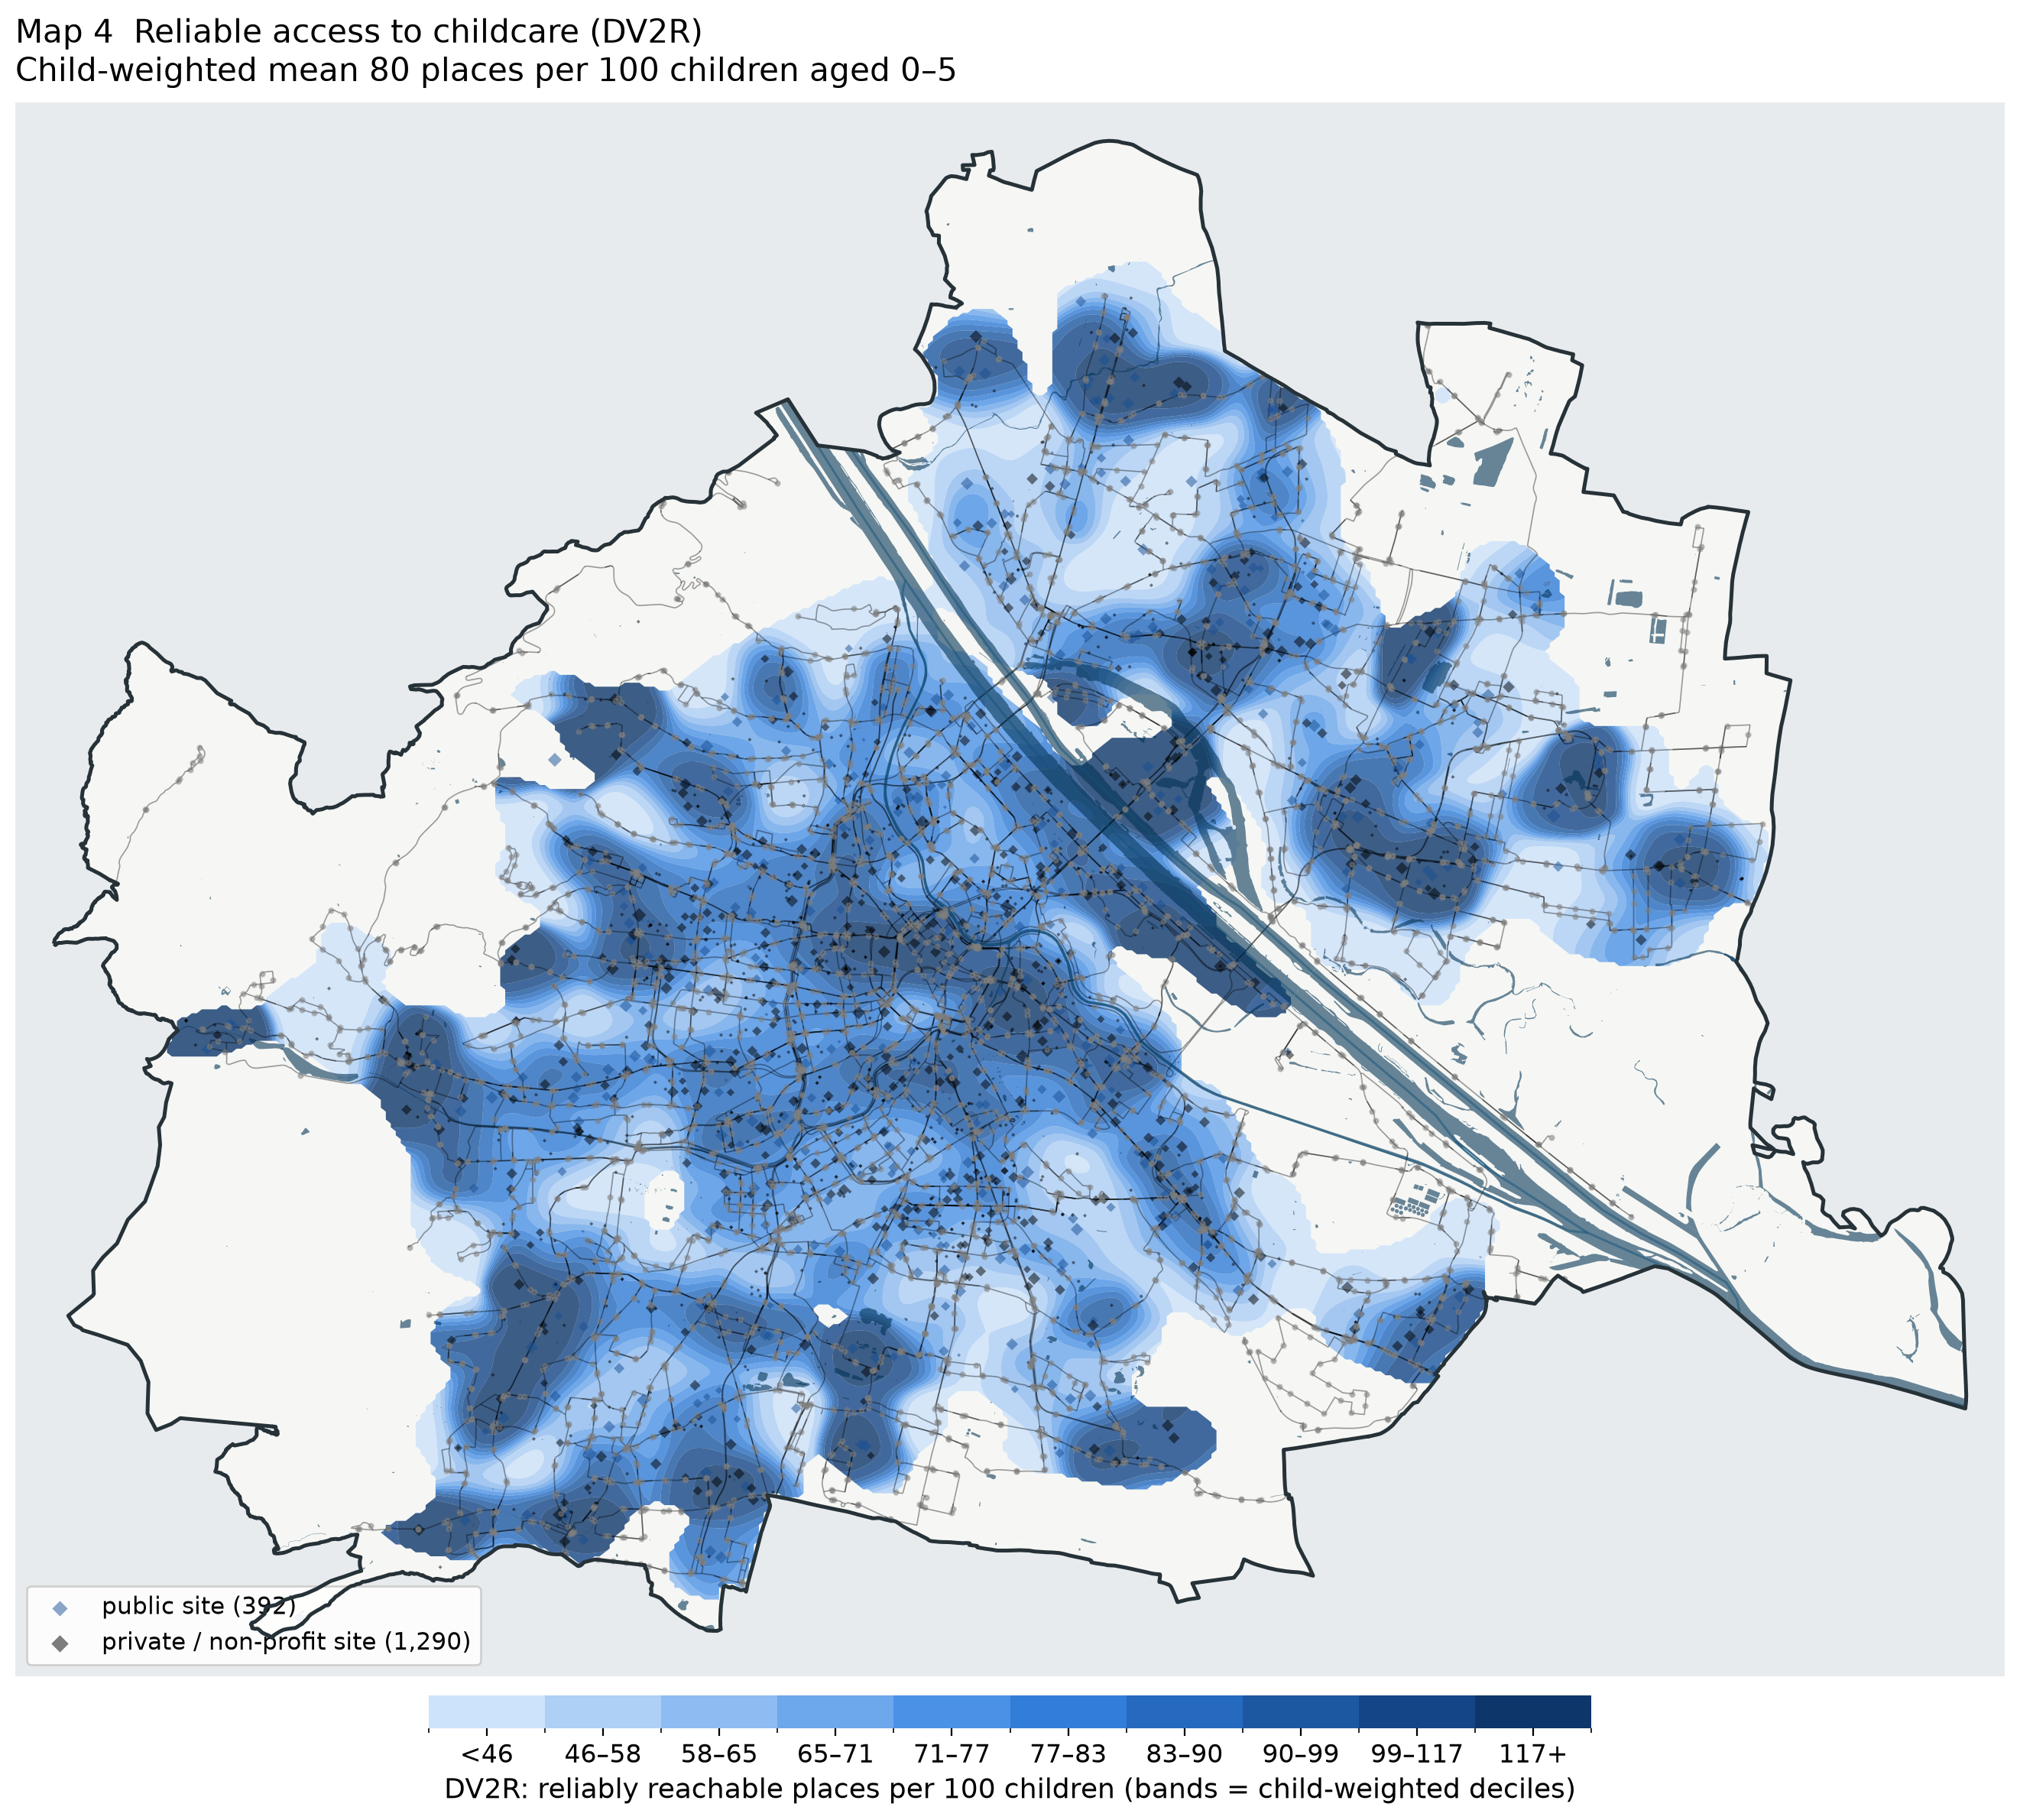 Map 4  Reliable access to childcare (DV2R)
Child-weighted mean 80 places per 100 children aged 0–5
public site (392)
private / non-profit site (1,290)
<46 46–58 58–65 65–71 71–77 77–83 83–90 90–99 99–117 117+
DV2R: reliably reachable places per 100 children (bands = child-weighted deciles)